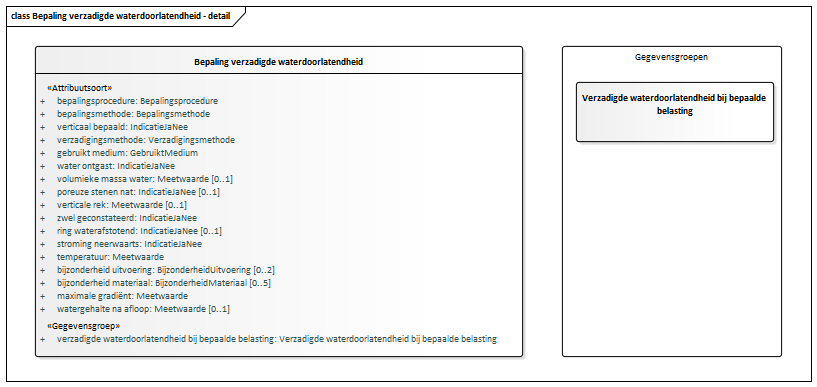 class Bepaling verzadigde waterdoorlatendheid - detail
Bepaling verzadigde waterdoorlatendheid
«Attribuutsoort»
+ bepalingsprocedure: Bepalingsprocedure
+ bepalingsmethode: Bepalingsmethode
+ verticaal bepaald: IndicatieJaNee
+ verzadigingsmethode: Verzadigingsmethode
+ gebruikt medium: GebruiktMedium
+ water ontgast: IndicatieJaNee
+ volumieke massa water: Meetwaarde [0..1]
+ poreuze stenen nat: IndicatieJaNee [0..1]
+ verticale rek: Meetwaarde [0..1]
+ zwel geconstateerd: IndicatieJaNee
+ ring waterafstotend: IndicatieJaNee [0..1]
+ stroming neerwaarts: IndicatieJaNee
+ temperatuur: Meetwaarde
+ bijzonderheid uitvoering: BijzonderheidUitvoering [0..2]
+ bijzonderheid materiaal: BijzonderheidMateriaal [0..5]
+ maximale gradiënt: Meetwaarde
+ watergehalte na afloop: Meetwaarde [0..1]
«Gegevensgroep»
+ verzadigde waterdoorlatendheid bij bepaalde belasting: Verzadigde waterdoorlatendheid bij bepaalde belasting
Gegevensgroepen
Verzadigde waterdoorlatendheid bij bepaalde
belasting